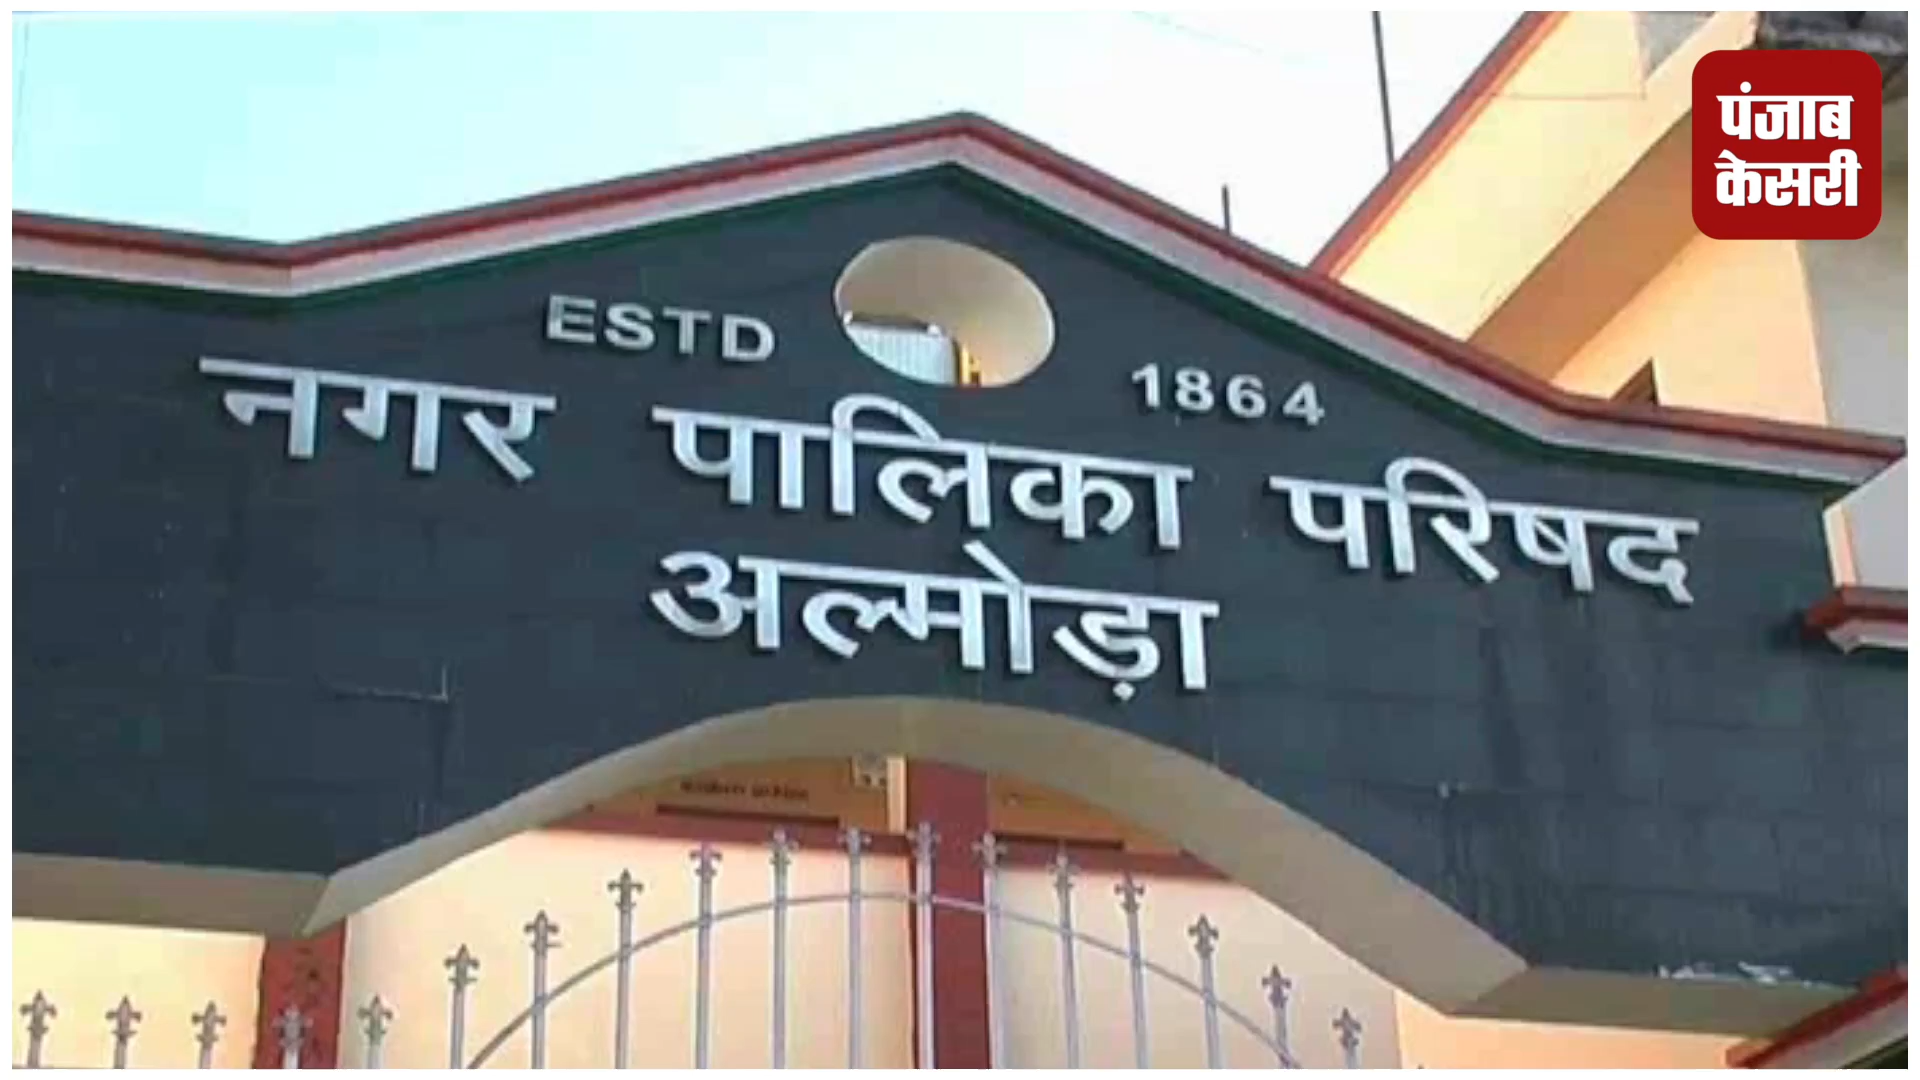 पंजाब
केसरी
ESTD 1864
नगर पालिका परिषद
अल्मोड़ा